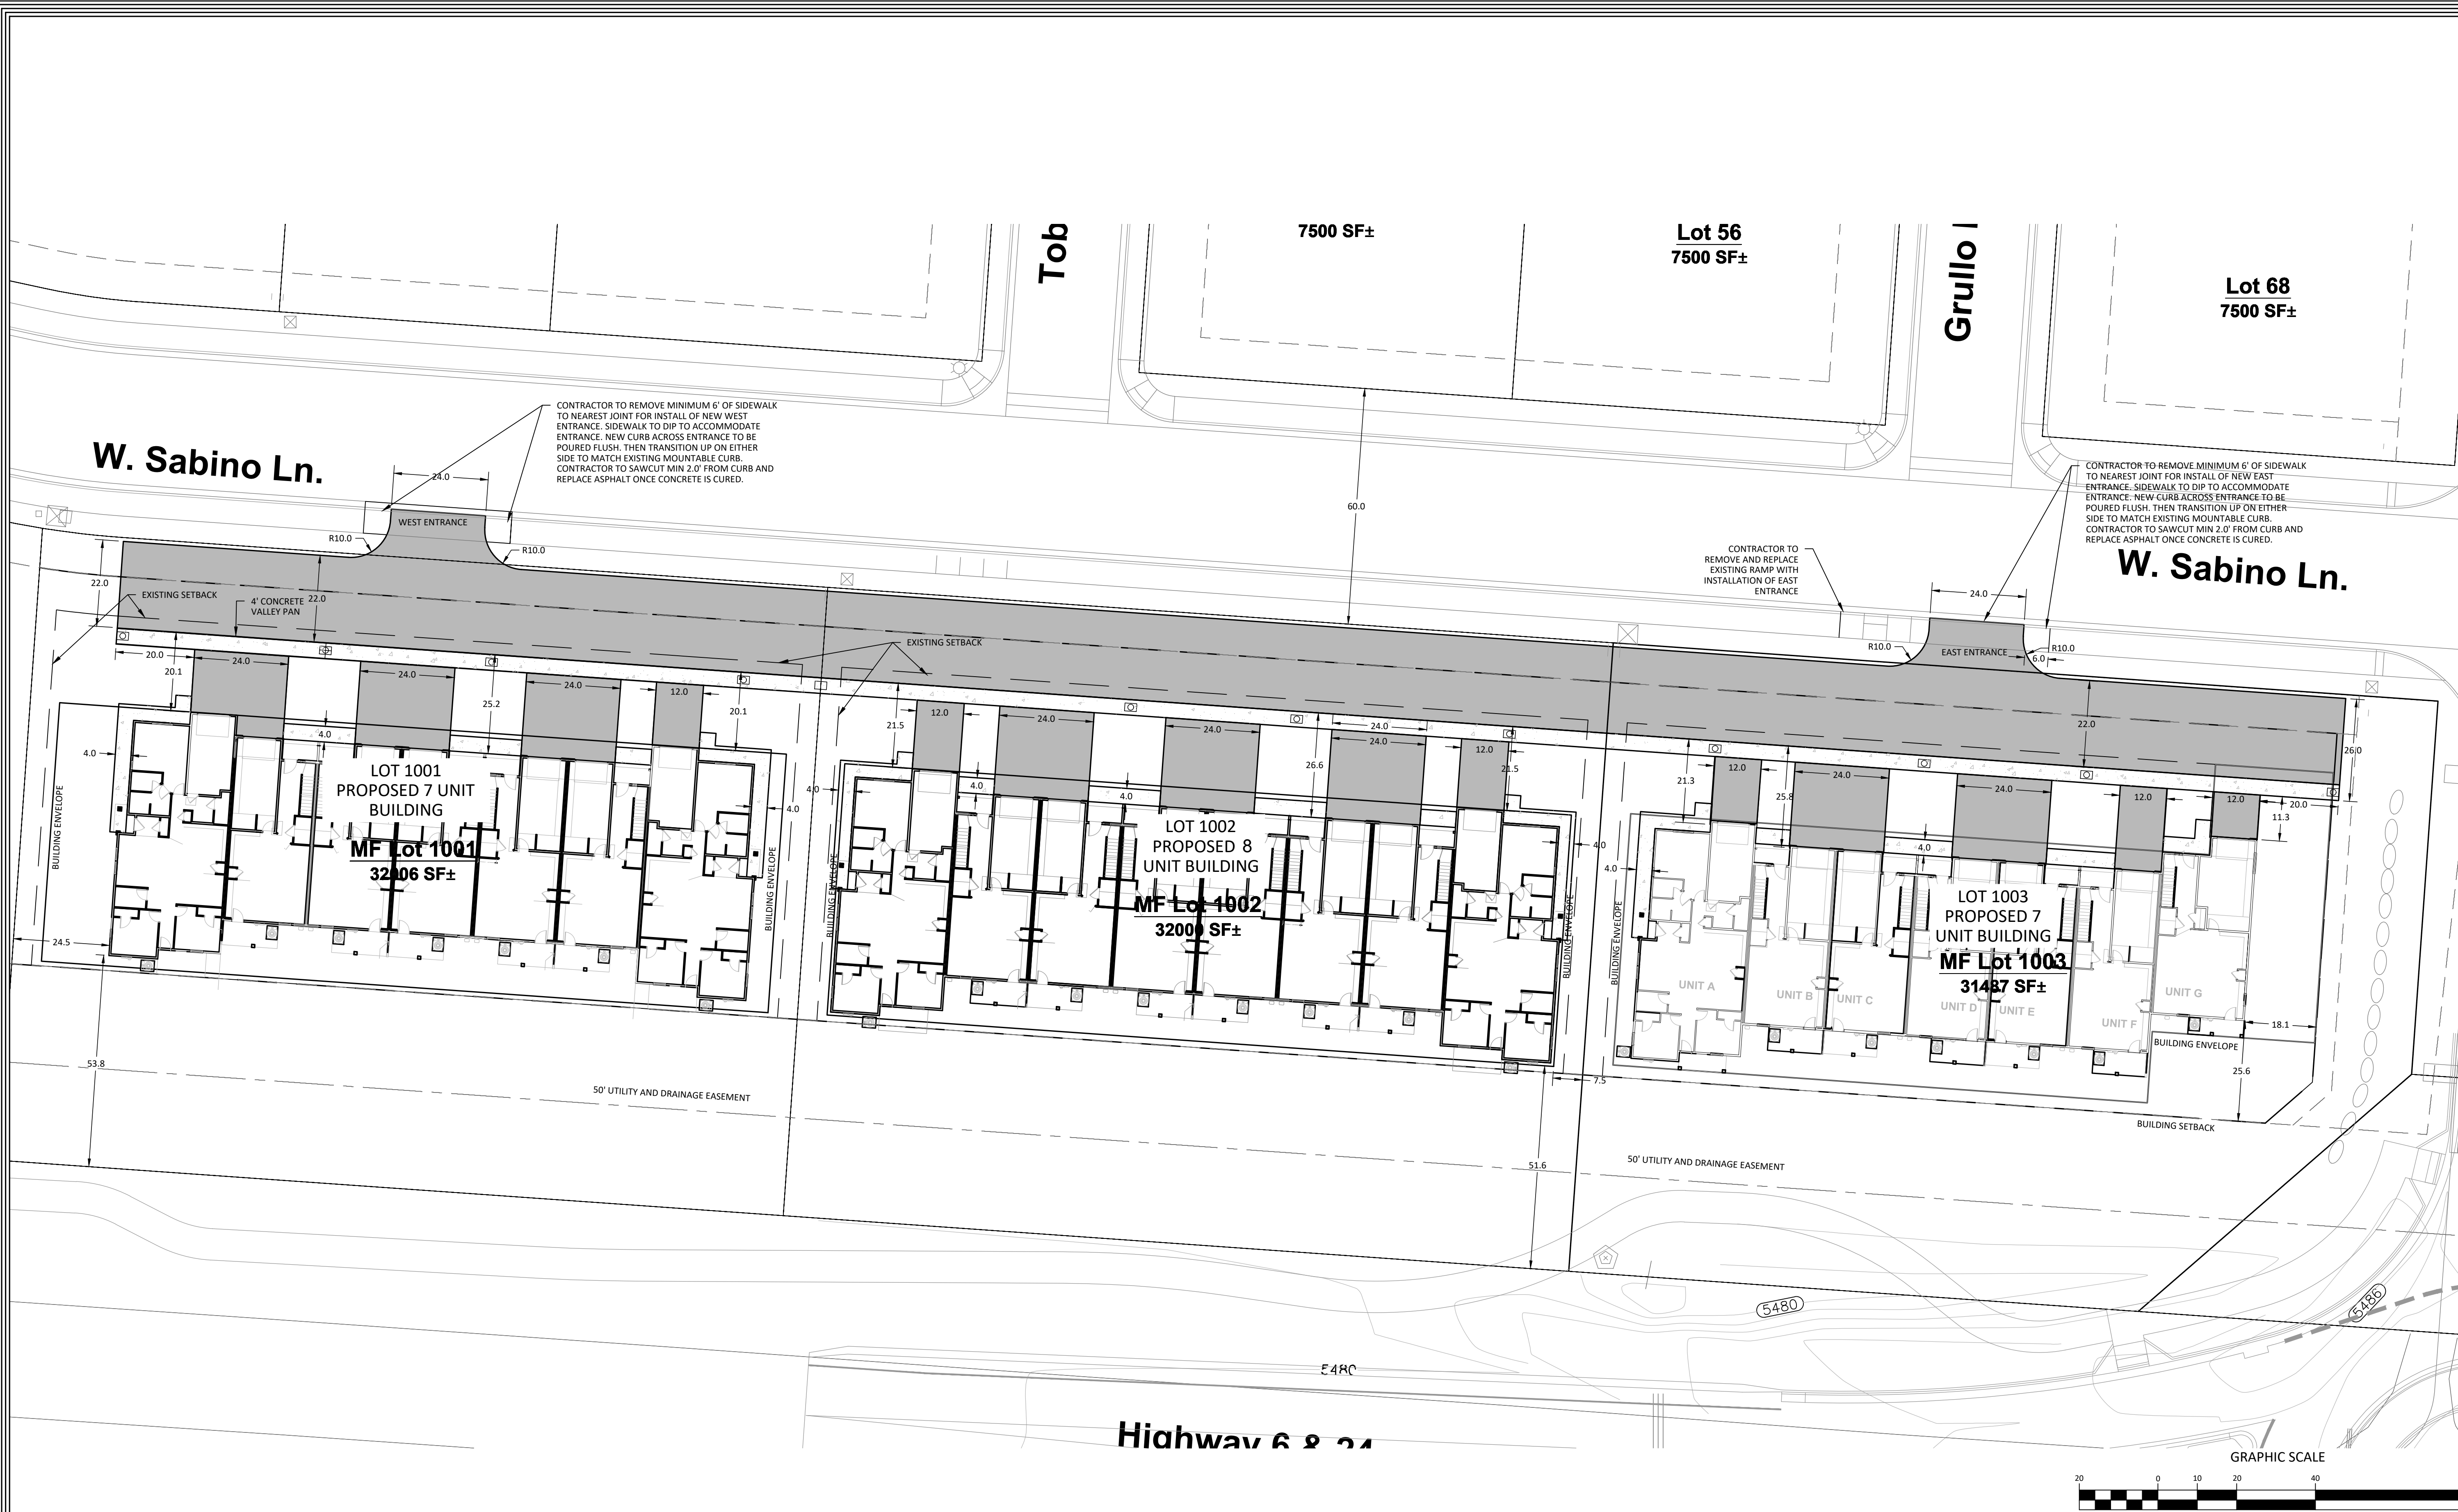 7500 SF±
Lot 56
7500 SF±
Lot 68
7500 SF±
Tob
Grullo
W. Sabino Ln.
CONTRACTOR TO REMOVE MINIMUM 6' OF SIDEWALK
TO NEAREST JOINT FOR INSTALL OF NEW WEST
ENTRANCE. SIDEWALK TO DIP TO ACCOMMODATE
ENTRANCE. NEW CURB ACROSS ENTRANCE TO BE
POURED FLUSH. THEN TRANSITION UP ON EITHER
SIDE TO MATCH EXISTING MOUNTABLE CURB.
CONTRACTOR TO SAWCUT MIN 2.0' FROM CURB AND
REPLACE ASPHALT ONCE CONCRETE IS CURED.
24.0
WEST ENTRANCE
R10.0
R10.0
60.0
CONTRACTOR TO REMOVE MINIMUM 6' OF SIDEWALK
TO NEAREST JOINT FOR INSTALL OF NEW EAST
ENTRANCE. SIDEWALK TO DIP TO ACCOMMODATE
ENTRANCE. NEW CURB ACROSS ENTRANCE TO BE
POURED FLUSH. THEN TRANSITION UP ON EITHER
SIDE TO MATCH EXISTING MOUNTABLE CURB.
CONTRACTOR TO SAWCUT MIN 2.0' FROM CURB AND
REPLACE ASPHALT ONCE CONCRETE IS CURED.
W. Sabino Ln.
CONTRACTOR TO
REMOVE AND REPLACE
EXISTING RAMP WITH
INSTALLATION OF EAST
ENTRANCE
24.0
EAST ENTRANCE
R10.0
R10.0
6.0
22.0
EXISTING SETBACK
4' CONCRETE
VALLEY PAN
22.0
EXISTING SETBACK
20.0
20.1
24.0
24.0
25.2
24.0
12.0
20.1
4.0
4.0
4.0
LOT 1001
PROPOSED 7 UNIT
BUILDING
MF Lot 1001
32006 SF±
BUILDING ENVELOPE
BUILDING ENVELOPE
24.5
53.8
21.5
12.0
24.0
24.0
24.0
24.0
12.0
26.6
21.5
4.0
4.0
4.0
4.0
LOT 1002
PROPOSED 8
UNIT BUILDING
MF Lot 1002
32000 SF±
BUILDING ENVELOPE
BUILDING ENVELOPE
7.5
51.6
22.0
26.0
21.3
12.0
25.8
24.0
24.0
12.0
12.0
20.0
11.3
4.0
4.0
LOT 1003
PROPOSED 7
UNIT BUILDING
MF Lot 1003
31487 SF±
BUILDING ENVELOPE
UNIT A
UNIT B
UNIT C
UNIT D
UNIT E
UNIT F
UNIT G
18.1
BUILDING ENVELOPE
25.6
BUILDING SETBACK
50' UTILITY AND DRAINAGE EASEMENT
50' UTILITY AND DRAINAGE EASEMENT
5480
5486
5480
Highway 6 & 24
GRAPHIC SCALE
20
0
10
20
40